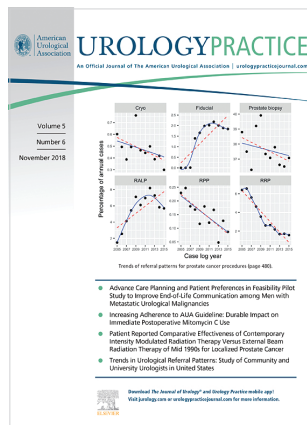 American
Urological
Association
UROLOGYPRACTICE
An Official Journal of The American Urological Association | urologypracticejournal.com
Volume 5
Number 6
November 2018
Cryo
Fiducial
Prostate biopsy
RALP
RPP
RRP
Percentage of annual cases
Case log year
Trends of referral patterns for prostate cancer procedures (page 480).
Advance Care Planning and Patient Preferences in Feasibility Pilot
Study to Improve End-of-Life Communication among Men with
Metastatic Urological Malignancies
Increasing Adherence to AUA Guideline: Durable Impact on
Immediate Postoperative Mitomycin C Use
Patient Reported Comparative Effectiveness of Contemporary
Intensity Modulated Radiation Therapy Versus External Beam
Radiation Therapy of Mid 1990s for Localized Prostate Cancer
Trends in Urological Referral Patterns: Study of Community and
University Urologists in United States
ELSEVIER
Download The Journal of Urology® and Urology Practice mobile app!
Visit jurology.com or urologypracticejournal.com for more information.